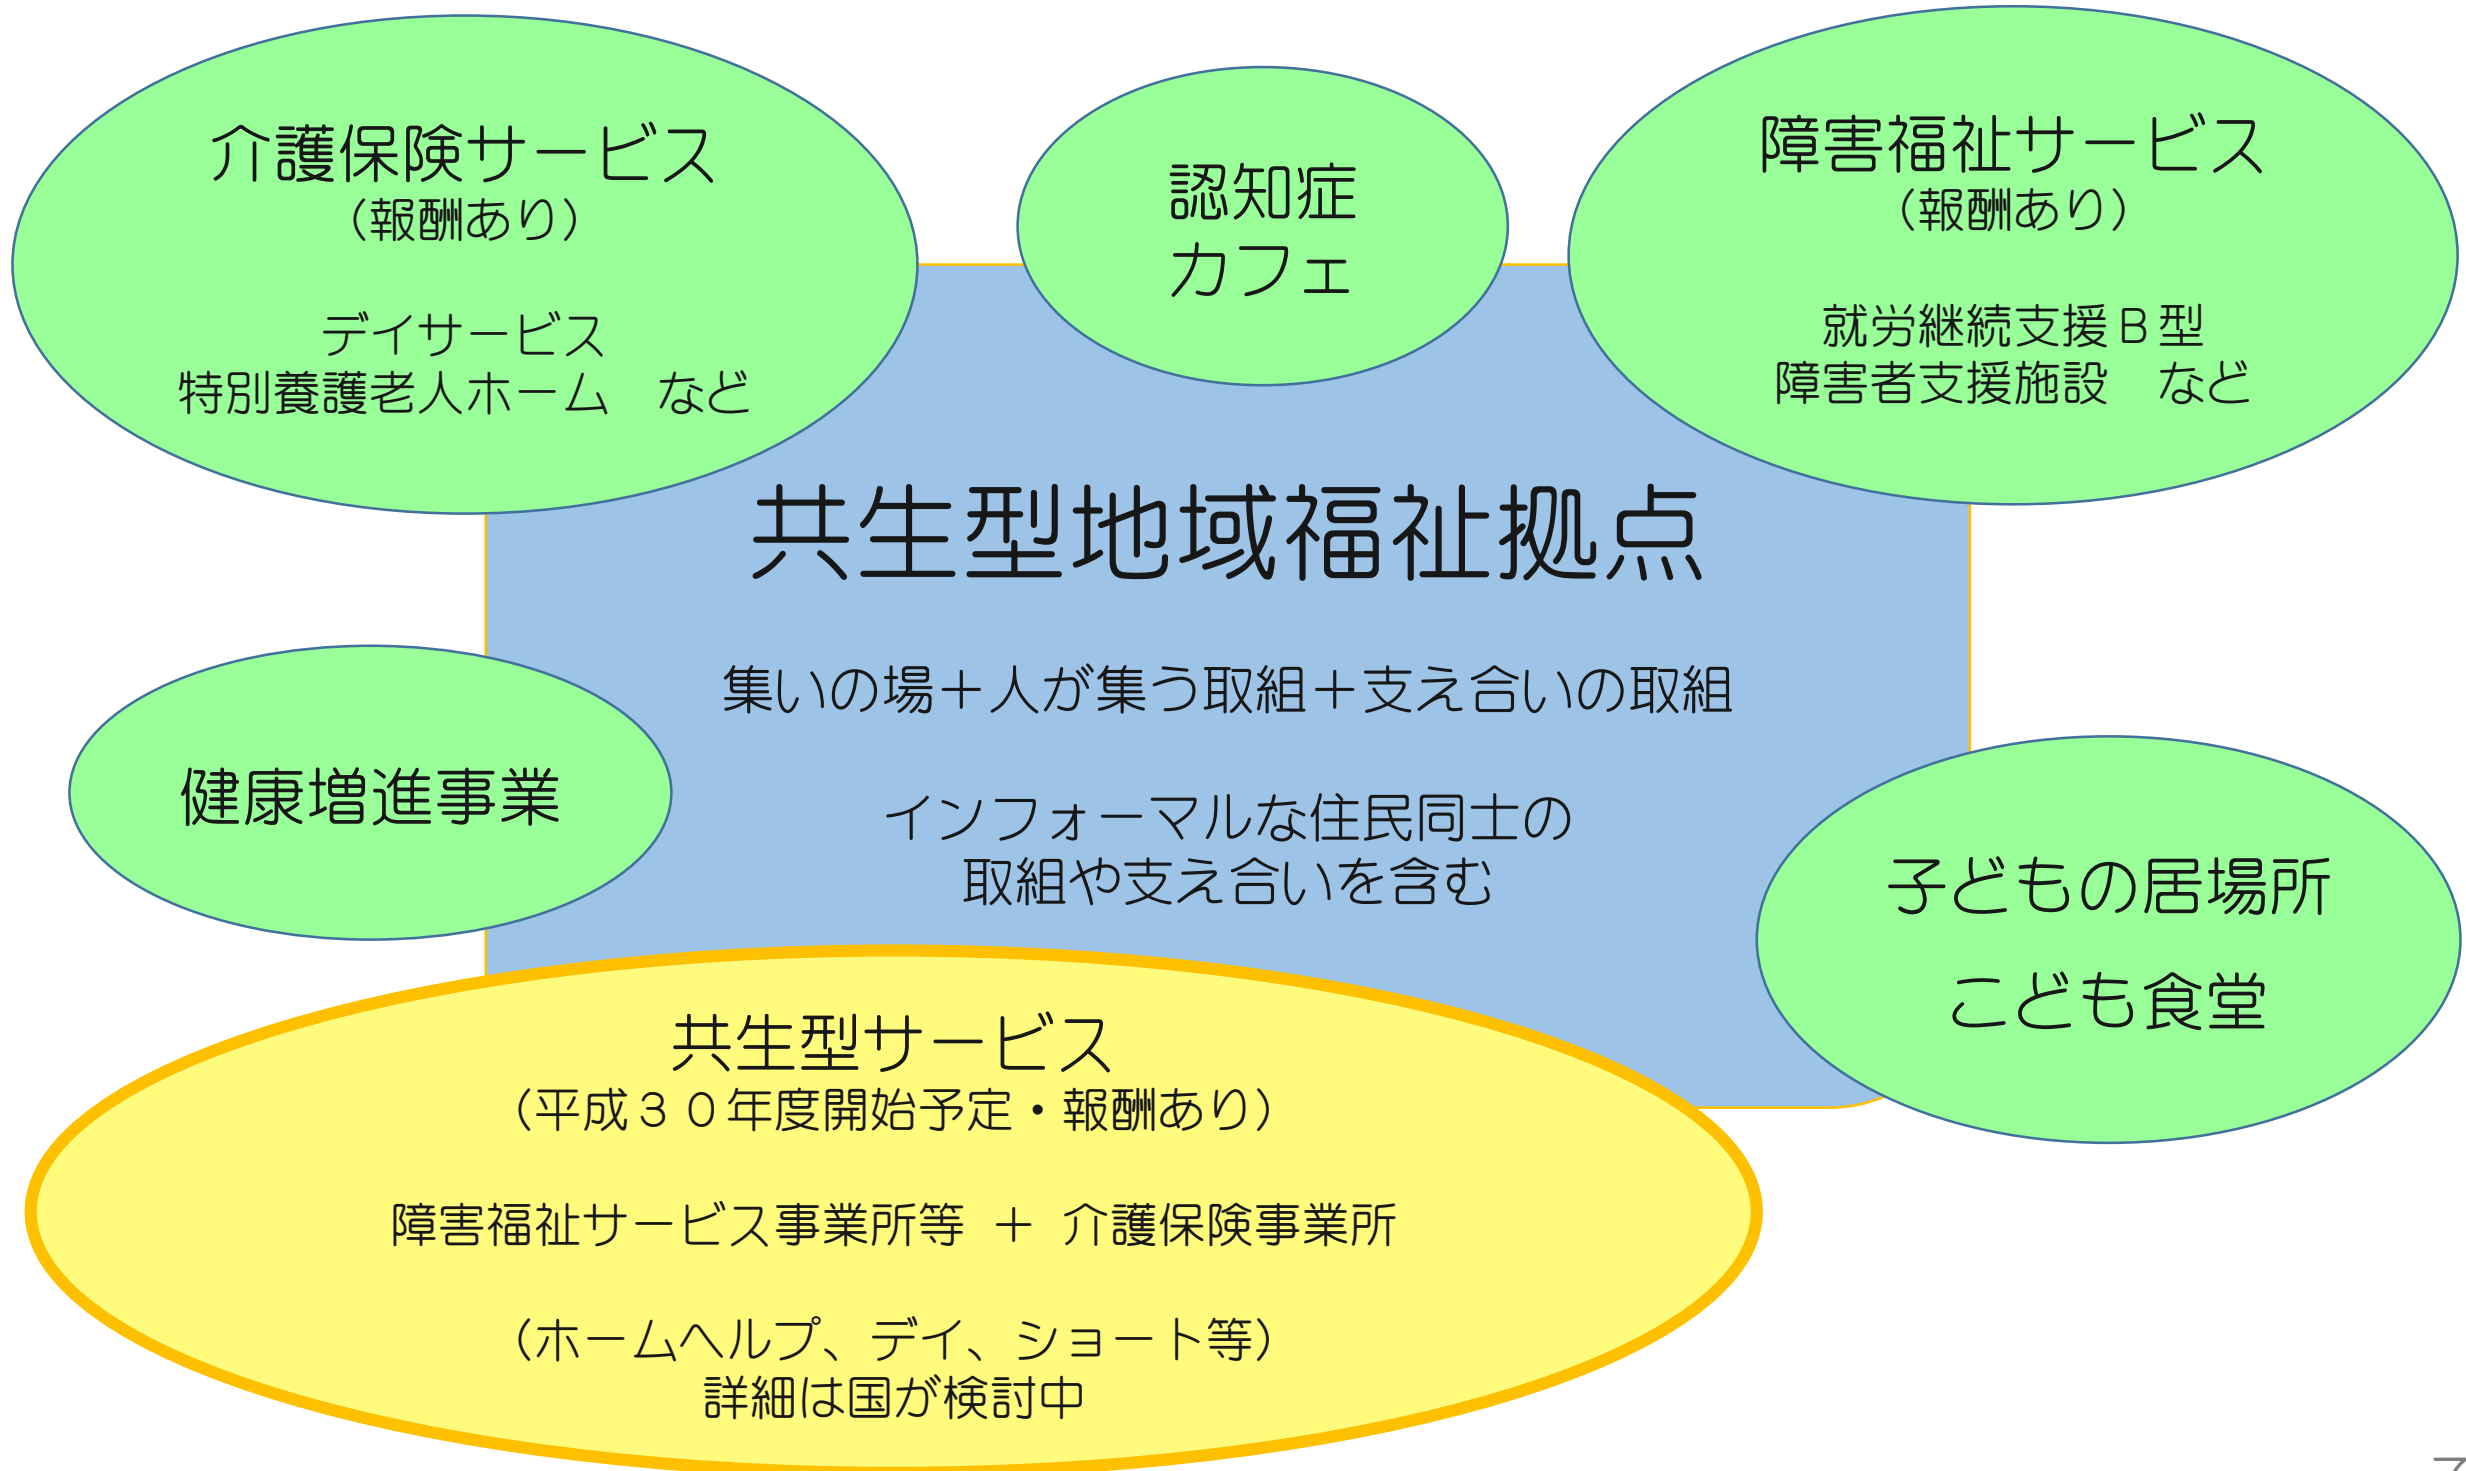 介護保険サービス
（報酬あり）
デイサービス
特別養護老人ホーム　など
認知症
カフェ
障害福祉サービス
（報酬あり）
就労継続支援Ｂ型
障害者支援施設　など
共生型地域福祉拠点
集いの場＋人が集う取組＋支え合いの取組
インフォーマルな住民同士の
取組や支え合いを含む
健康増進事業
子どもの居場所
こども食堂
共生型サービス
（平成３０年度開始予定・報酬あり）
障害福祉サービス事業所等 ＋ 介護保険事業所
（ホームヘルプ、デイ、ショート等）
詳細は国が検討中